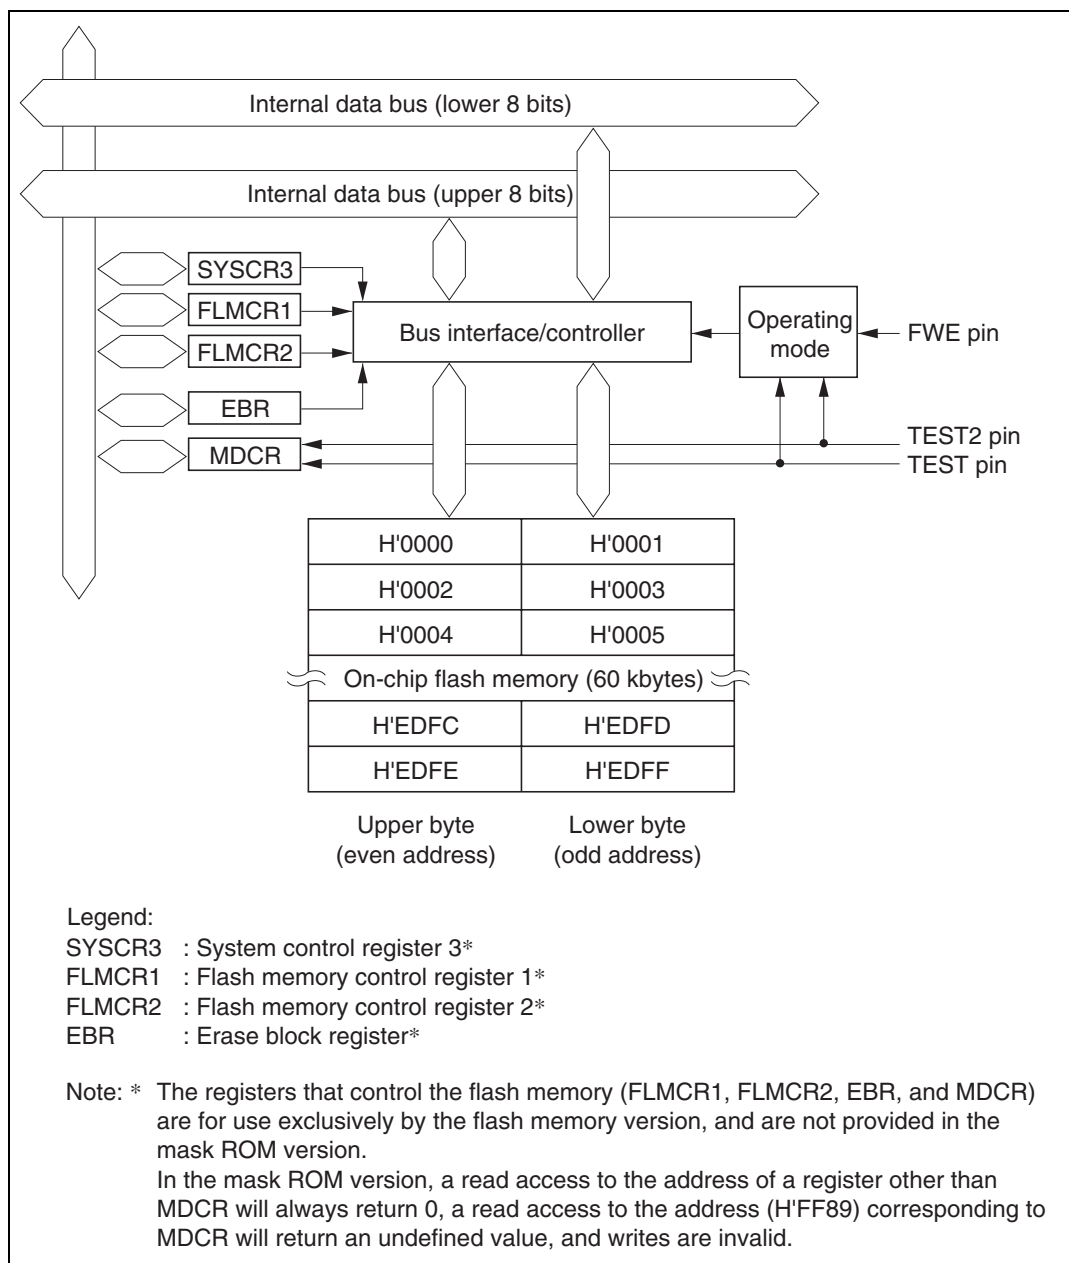 Internal data bus (lower 8 bits)
Internal data bus (upper 8 bits)
SYSCR3
FLMCR1
FLMCR2
EBR
MDCR
Bus interface/controller
Operating
mode
FWE pin
TEST2 pin
TEST pin
H'0000 H'0001
H'0002 H'0003
H'0004 H'0005
On-chip flash memory (60 kbytes)
H'EDFC H'EDFD
H'EDFE H'EDFF
Upper byte
(even address)
Lower byte
(odd address)
Legend:
SYSCR3 : System control register 3*
FLMCR1 : Flash memory control register 1*
FLMCR2 : Flash memory control register 2*
EBR : Erase block register*
Note: * The registers that control the flash memory (FLMCR1, FLMCR2, EBR, and MDCR)
are for use exclusively by the flash memory version, and are not provided in the
mask ROM version.
In the mask ROM version, a read access to the address of a register other than
MDCR will always return 0, a read access to the address (H'FF89) corresponding to
MDCR will return an undefined value, and writes are invalid.